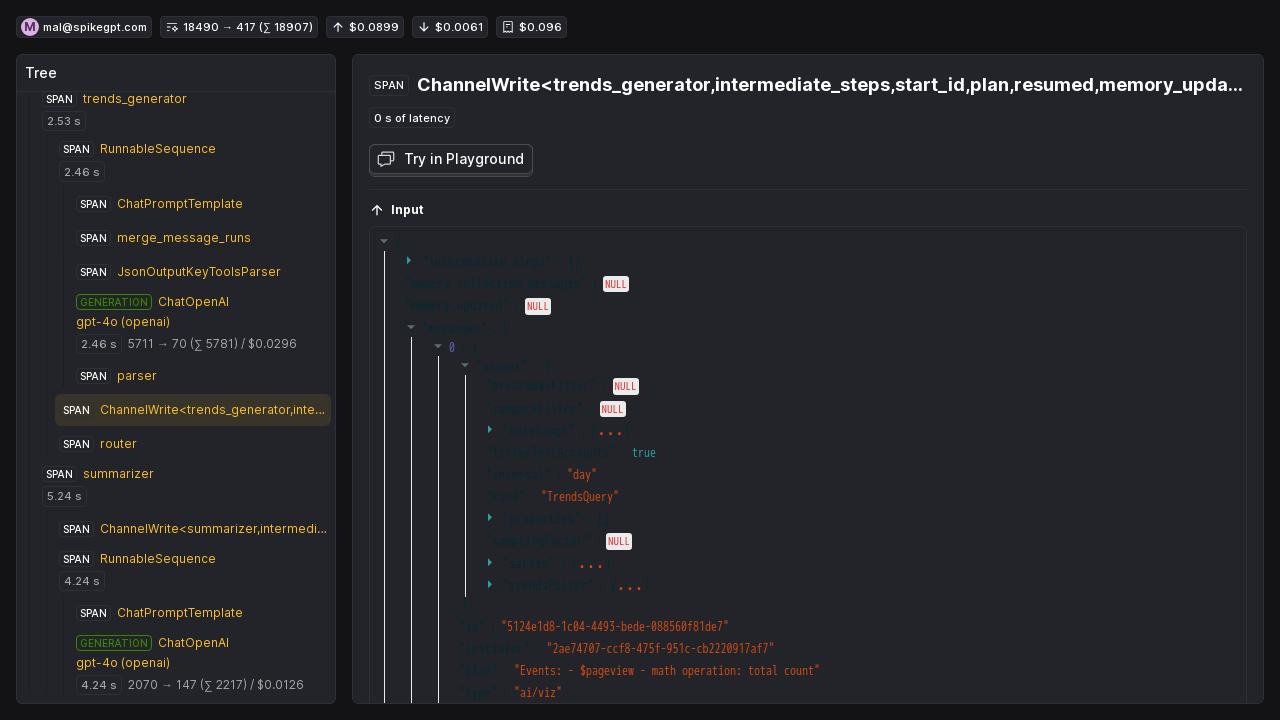 M mal@spikegpt.com 18490 → 417 (∑ 18907) $0.0899 $0.0061 $0.096
Tree
SPAN trends_generator
2.53 s
SPAN RunnableSequence
2.46 s
SPAN ChatPromptTemplate
SPAN merge_message_runs
SPAN JsonOutputKeyToolsParser
GENERATION ChatOpenAI
gpt-4o (openai)
2.46 s 5711 → 70 (∑ 5781) / $0.0296
SPAN parser
SPAN ChannelWrite<trends_generator,inte...
SPAN router
SPAN summarizer
5.24 s
SPAN ChannelWrite<summarizer,intermedi...
SPAN RunnableSequence
4.24 s
SPAN ChatPromptTemplate
GENERATION ChatOpenAI
gpt-4o (openai)
4.24 s 2070 → 147 (∑ 2217) / $0.0126
SPAN ChannelWrite<trends_generator,intermediate_steps,start_id,plan,resumed,memory_upda...
0 s of latency
Try in Playground
Input
"intermediate_steps" : []
NULL
"memory_updated" : NULL
"messages" : [
0 : {
"answer" : {
"breakdownFilter" : NULL
"compareFilter" : NULL
"dateRange" : {...}
"filterTestAccounts" : true
"interval" : "day"
"kind" : "TrendsQuery"
"properties" : []
"samplingFactor" : NULL
"series" : [...]
"trendsFilter" : {...}
"id" : "5124e1d8-1c04-4493-bede-088560f81de7"
"initiator" : "2ae74707-ccf8-475f-951c-cb2220917af7"
"plan" : "Events: - $pageview - math operation: total count"
"type" : "ai/viz"